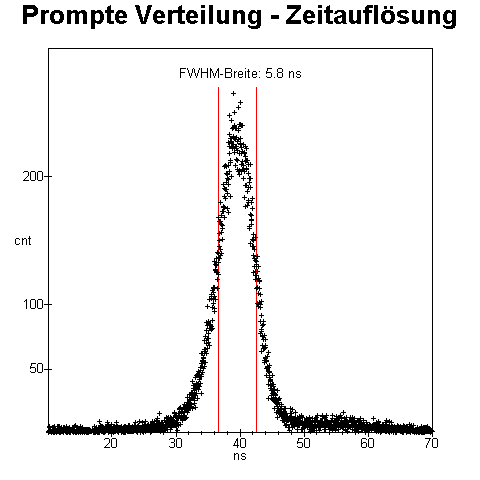 Prompte Verteilung - Zeitauflösung
FWHM-Breite: 5.8 ns
200
cnt
100
50
20 30 40 50 60 70
ns